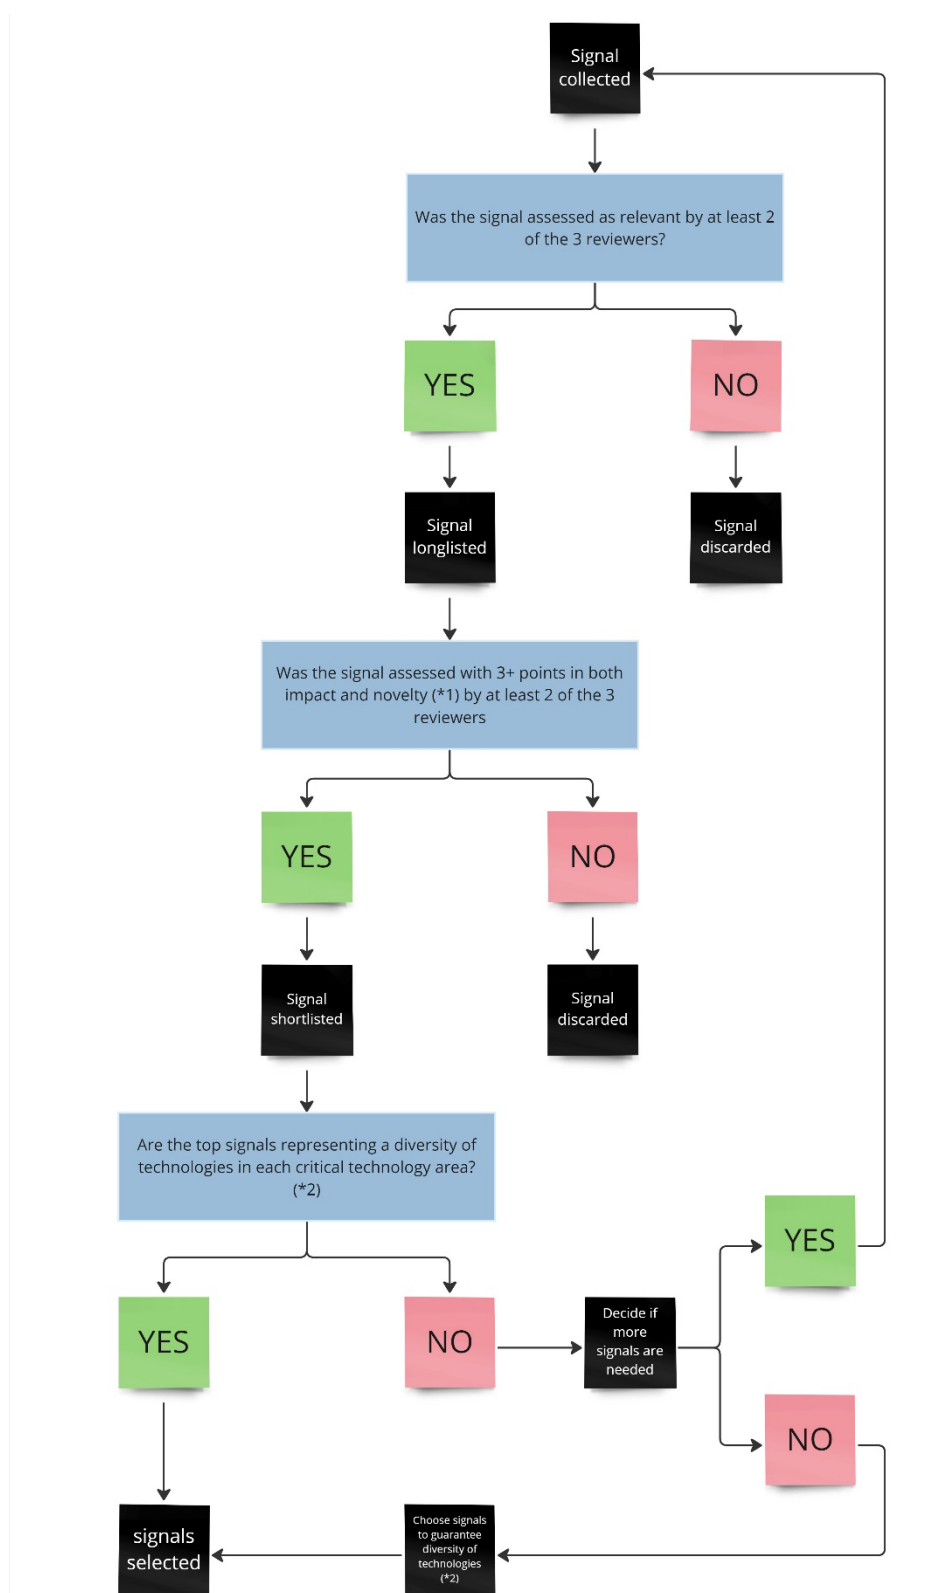 Signal
collected
Was the signal assessed as relevant by at least 2
of the 3 reviewers?
YES
NO
Signal
longlisted
Signal
discarded
Was the signal assessed with 3+ points in both
impact and novelty (*1) by at least 2 of the 3
reviewers
YES
NO
Signal
shortlisted
Signal
discarded
Are the top signals representing a diversity of
technologies in each critical technology area?
(*2)
YES
YES
NO
Decide if
more
signals are
needed
NO
signals
selected
Choose signals
to guarantee
diversity of
technologies
(*2)